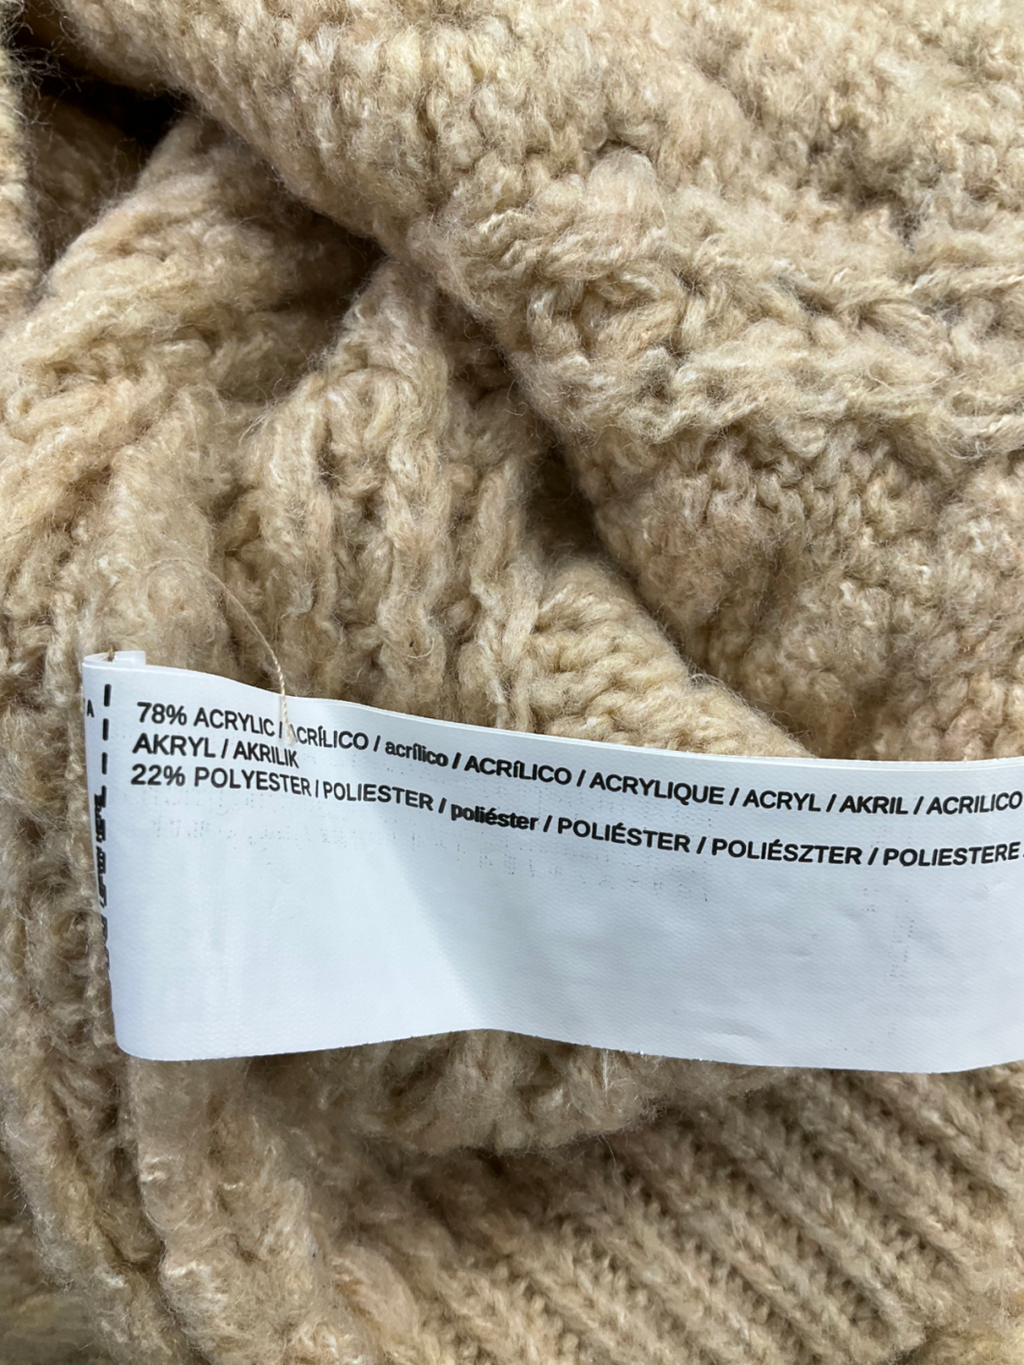 78% ACRYLIC / ACRÍLICO / acrílico / ACRÍLICO / ACRYLIQUE / ACRYL / AKRIL / ACRILICO
AKRYL / AKRILIK
22% POLYESTER / POLIESTER / poliéster / POLIÉSTER / POLIÉSZTER / POLIESTERE